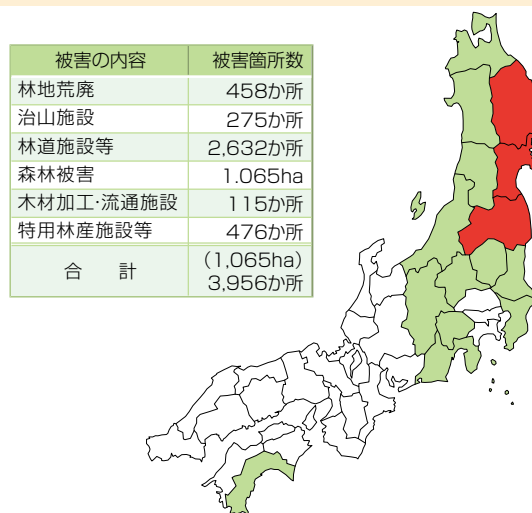 被害の内容 被害箇所数
林地荒廃 458か所
治山施設 275か所
林道施設等 2,632か所
森林被害 1.065ha
木材加工・流通施設 115か所
特用林産施設等 476か所
合 計 (1,065ha)
3,956か所